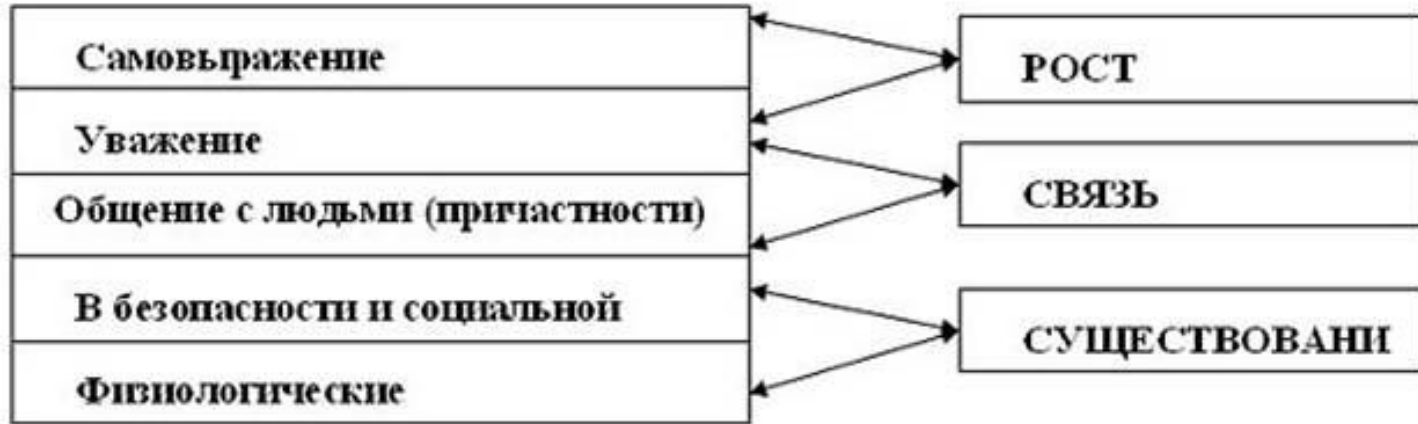 Самовыражение
РОСТ
Уважение
СВЯЗЬ
Общение с людьми (причастности)
В безопасности и социальной
СУЩЕСТВОВАНИ
Физиологические